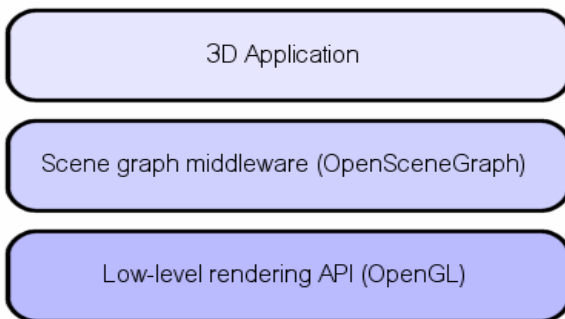 3D Application
Scene graph middleware (OpenSceneGraph)
Low-level rendering API (OpenGL)